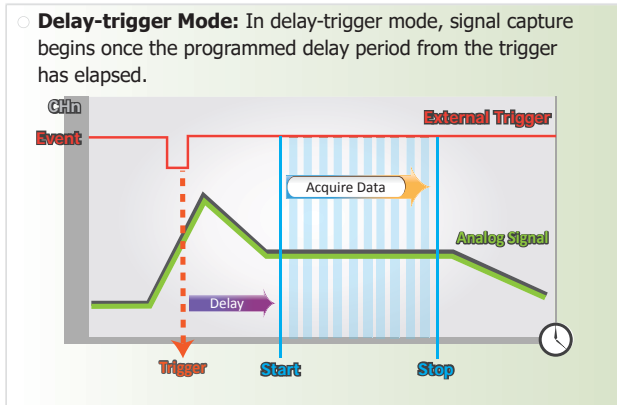 Delay-trigger Mode: In delay-trigger mode, signal capture
begins once the programmed delay period from the trigger
has elapsed.
CHn
External Trigger
Event
Acquire Data
Analog Signal
Delay
Trigger
Start
Stop